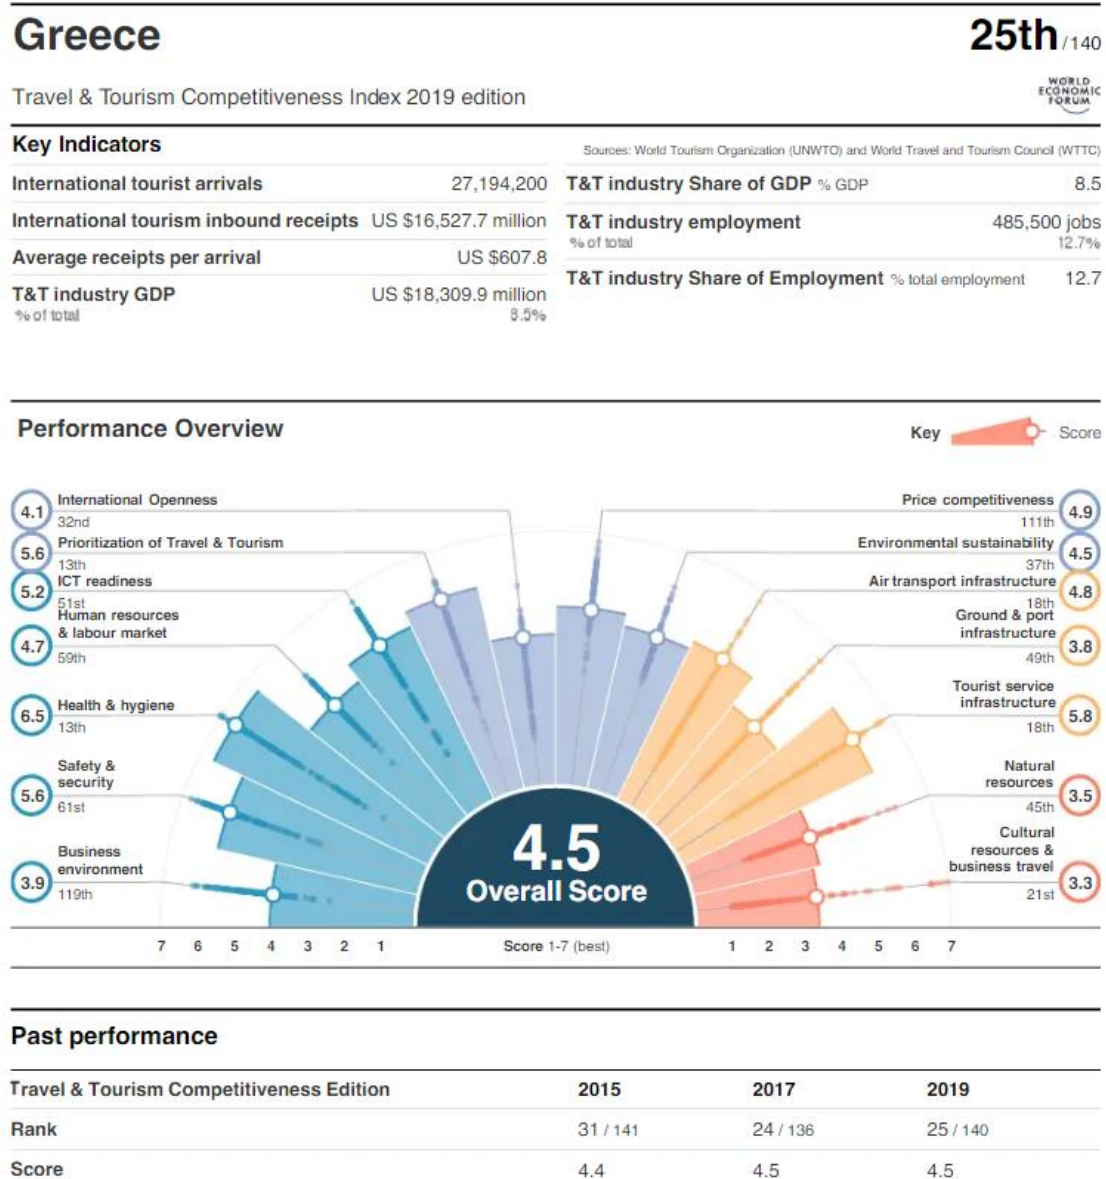 Greece
25th /140
Travel & Tourism Competitiveness Index 2019 edition
WORLD
ECONOMIC
FORUM
Key Indicators
Sources: World Tourism Organization (UNWTO) and World Travel and Tourism Council (WTTC)
International tourist arrivals 27,194,200
International tourism inbound receipts US $16,527.7 million
Average receipts per arrival US $607.8
T&T industry GDP US $18,309.9 million
% of total 8.5%
T&T industry Share of GDP % GDP 8.5
T&T industry employment 485,500 jobs
% of total 12.7%
T&T industry Share of Employment % total employment 12.7
Performance Overview
Key Score
4.1 International Openness
32nd
5.6 Prioritization of Travel & Tourism
13th
5.2 ICT readiness
51st
Human resources
4.7 & labour market
59th
6.5 Health & hygiene
13th
Safety &
5.6 security
61st
Business
3.9 environment
119th
Price competitiveness 4.9
111th
Environmental sustainability 4.5
37th
Air transport infrastructure 4.8
18th
Ground & port
infrastructure 3.8
49th
Tourist service
infrastructure 5.8
18th
Natural
resources 3.5
45th
Cultural
resources &
business travel 3.3
21st
4.5
Overall Score
7 6 5 4 3 2 1 Score 1-7 (best) 1 2 3 4 5 6 7
Past performance
Travel & Tourism Competitiveness Edition 2015 2017 2019
Rank 31 / 141 24 / 136 25 / 140
Score 4.4 4.5 4.5